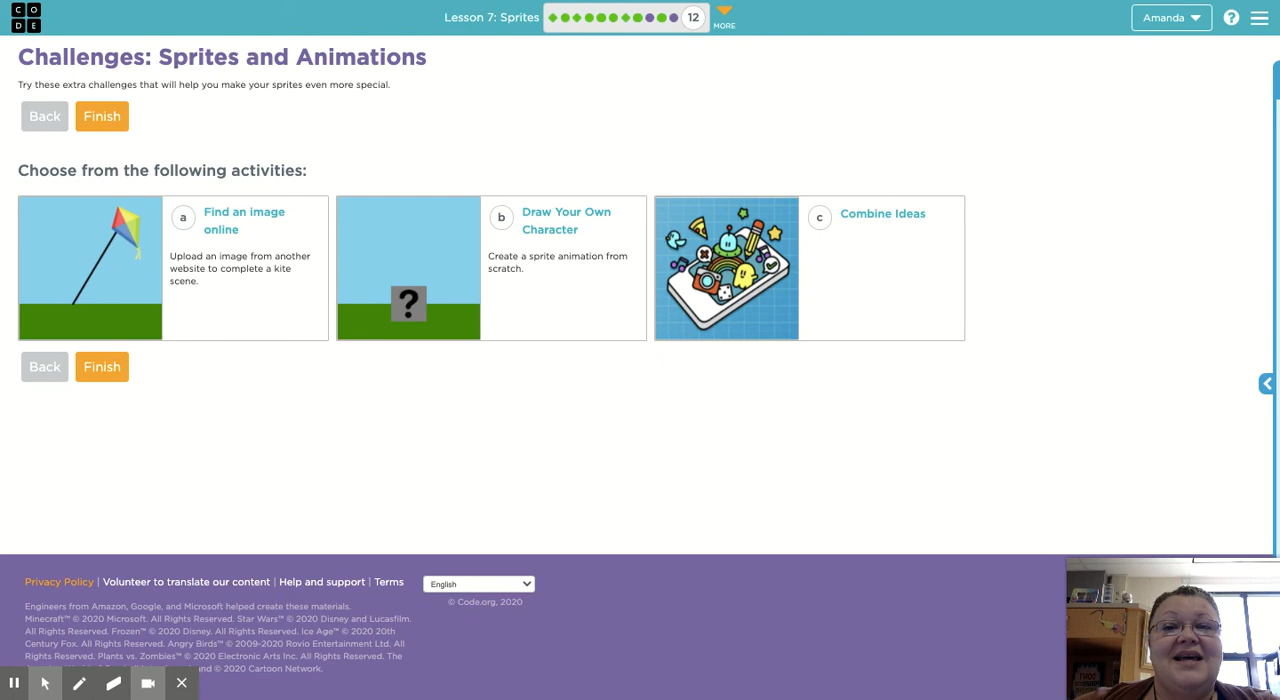 C O
D E
Lesson 7: Sprites
12
MORE
Amanda
?
Challenges: Sprites and Animations
Try these extra challenges that will help you make your sprites even more special.
Back
Finish
Choose from the following activities:
a
Find an image
online
Upload an image from another
website to complete a kite
scene.
?
b
Draw Your Own
Character
Create a sprite animation from
scratch.
c
Combine Ideas
Back
Finish
Privacy Policy | Volunteer to translate our content | Help and support | Terms
English
© Code.org, 2020
Engineers from Amazon, Google, and Microsoft helped create these materials.
Minecraft™ © 2020 Microsoft. All Rights Reserved. Star Wars™ © 2020 Disney and Lucasfilm.
All Rights Reserved. Frozen™ © 2020 Disney. All Rights Reserved. Ice Age™ © 2020 20th
Century Fox. All Rights Reserved. Angry Birds™ © 2009-2020 Rovio Entertainment Ltd. All
Rights Reserved. Plants vs. Zombies™ © 2020 Electronic Arts Inc. All Rights Reserved. The
and © 2020 Cartoon Network.